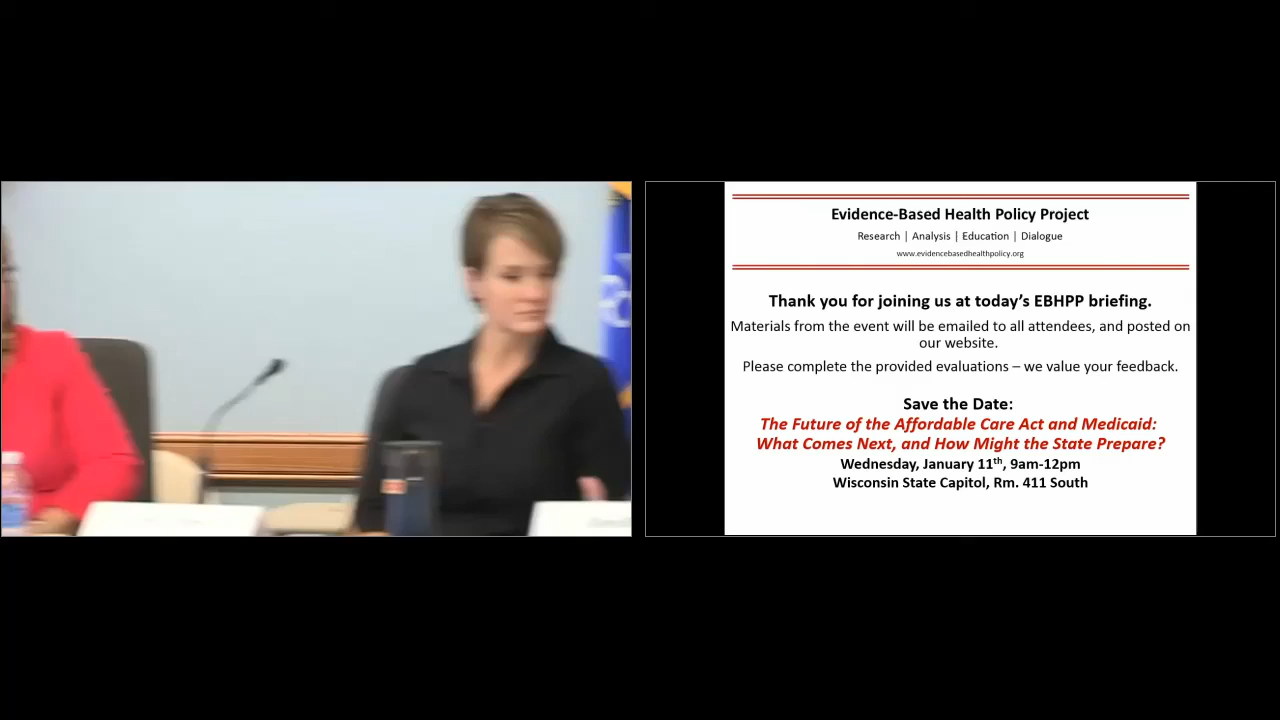 Evidence-Based Health Policy Project
Research | Analysis | Education | Dialogue
www.evidencebasedhealthpolicy.org
Thank you for joining us at today's EBHPP briefing.
Materials from the event will be emailed to all attendees, and posted on
our website.
Please complete the provided evaluations – we value your feedback.
Save the Date:
The Future of the Affordable Care Act and Medicaid:
What Comes Next, and How Might the State Prepare?
Wednesday, January 11th, 9am-12pm
Wisconsin State Capitol, Rm. 411 South